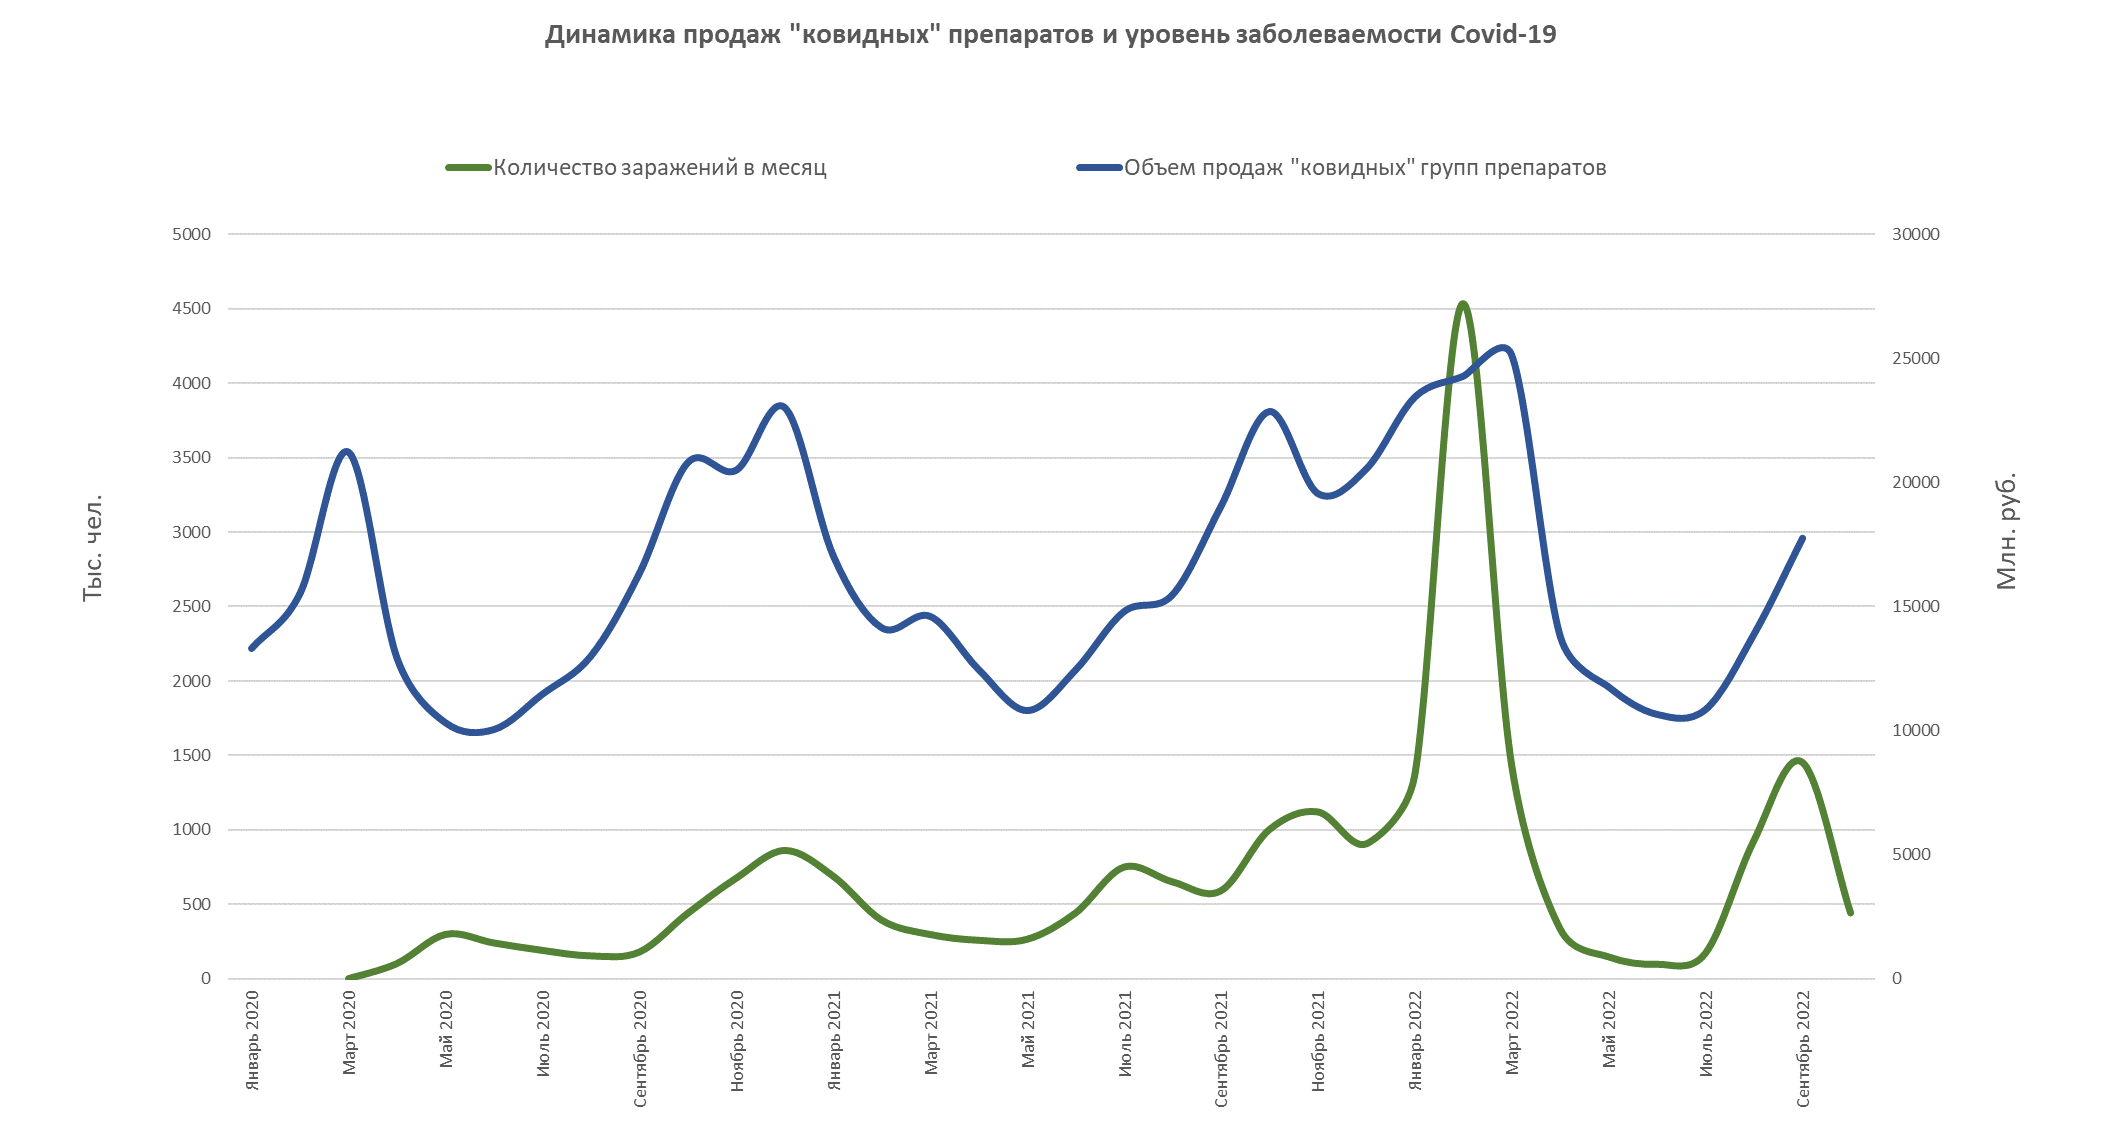 Динамика продаж "ковидных" препаратов и уровень заболеваемости Covid-19
Количество заражений в месяц
Объем продаж "ковидных" групп препаратов
5000
4500
4000
3500
3000
2500
2000
1500
1000
500
0
Тыс. чел.
30000
25000
20000
15000
10000
5000
0
Млн. руб.
Январь 2020
Март 2020
Май 2020
Июль 2020
Сентябрь 2020
Ноябрь 2020
Январь 2021
Март 2021
Май 2021
Июль 2021
Сентябрь 2021
Ноябрь 2021
Январь 2022
Март 2022
Май 2022
Июль 2022
Сентябрь 2022